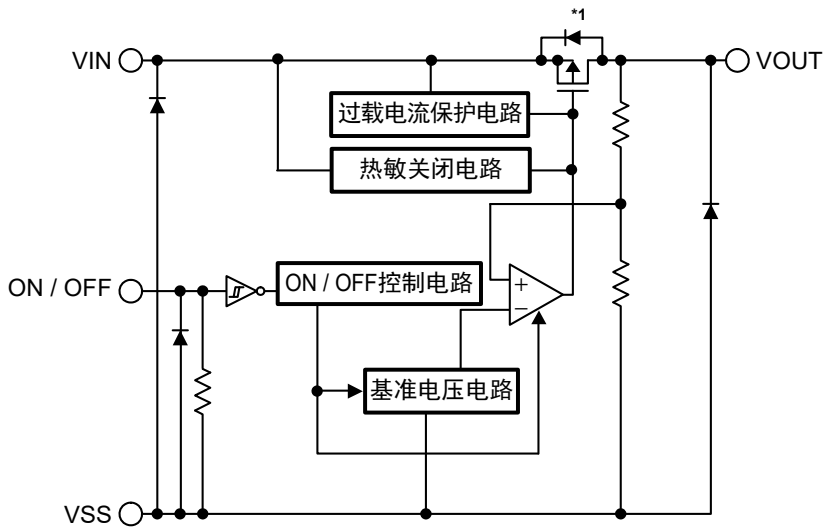 *1
VIN
VOUT
过载电流保护电路
热敏关闭电路
ON / OFF
ON / OFF控制电路
+
−
基准电压电路
VSS